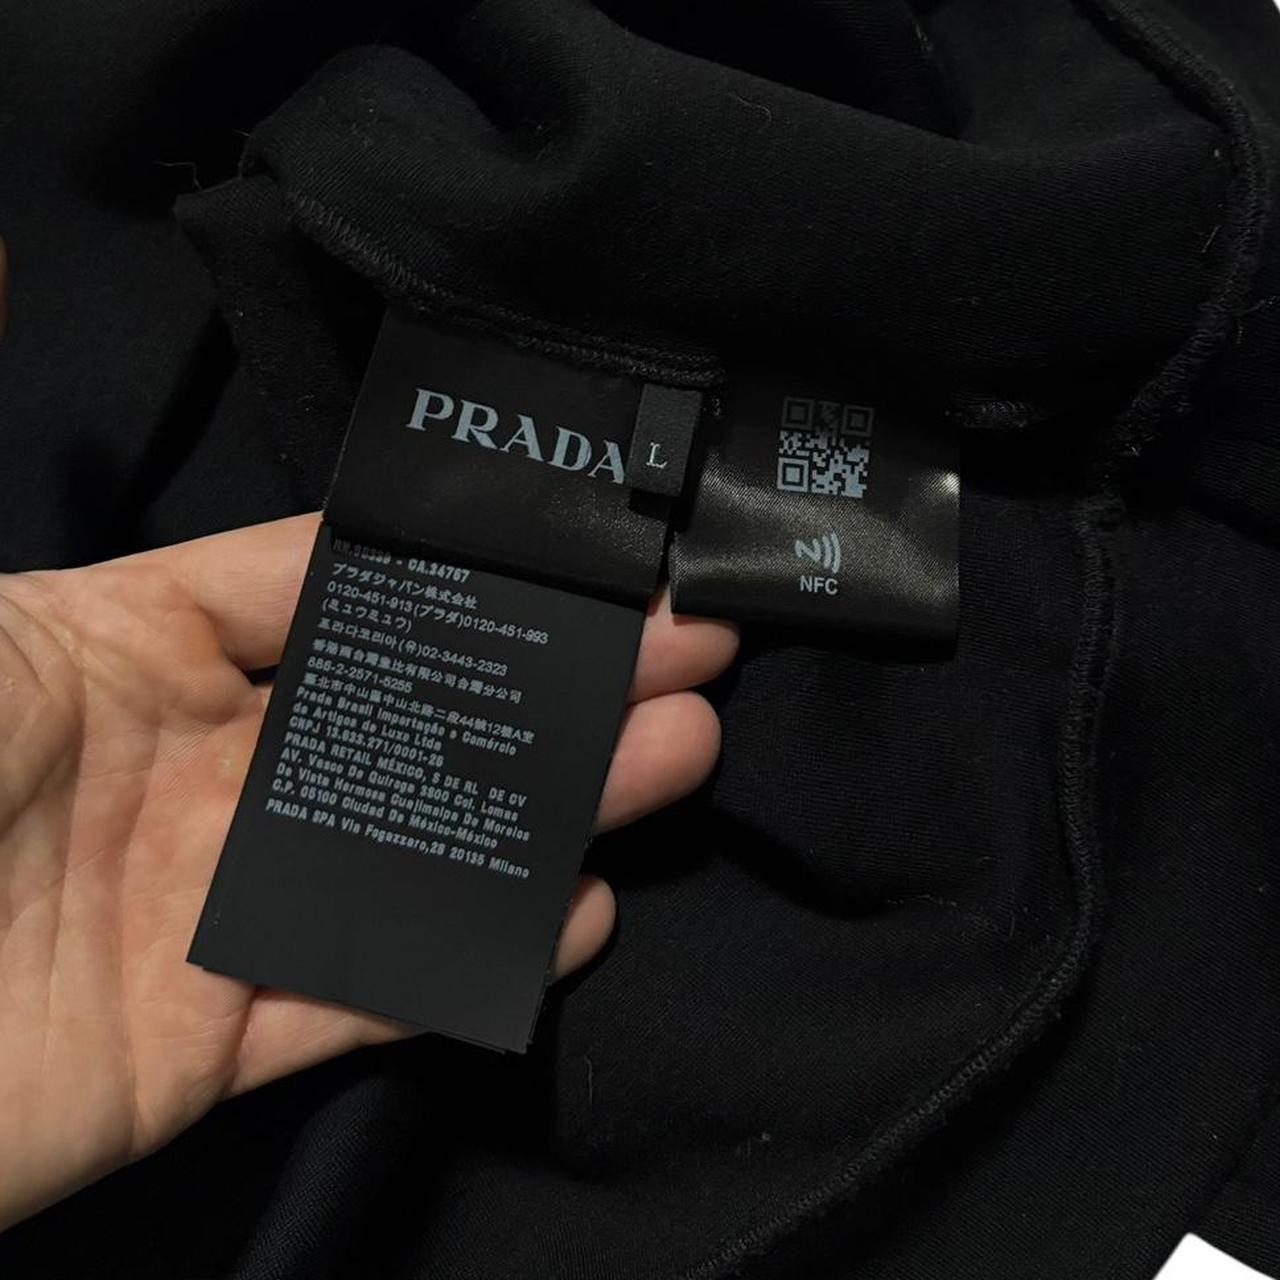 PRADA
L
NFC
RN.98339 - CA.34767
プラダジャパン株式会社
0120-451-913(プラダ)0120-451-993
(ミュウミュウ)
프라다코리아(유)02-3443-2323
香港商台灣普比有限公司台灣分公司
886-2-2571-5255
臺北市中山區中山北路二段44號12樓A室
Prada Brasil Importação e Comércio
de Artigos de Luxo Ltda
CNPJ 13.633.271/0001-26
PRADA RETAIL MÉXICO, S DE RL DE CV
AV. Vasco De Quiroga 3800 Col. Lomas
De Vista Hermosa Cuajimalpa De Morelos
C.P. 05100 Ciudad De México-México
PRADA SPA Via Fogazzaro,28 20135 Milano